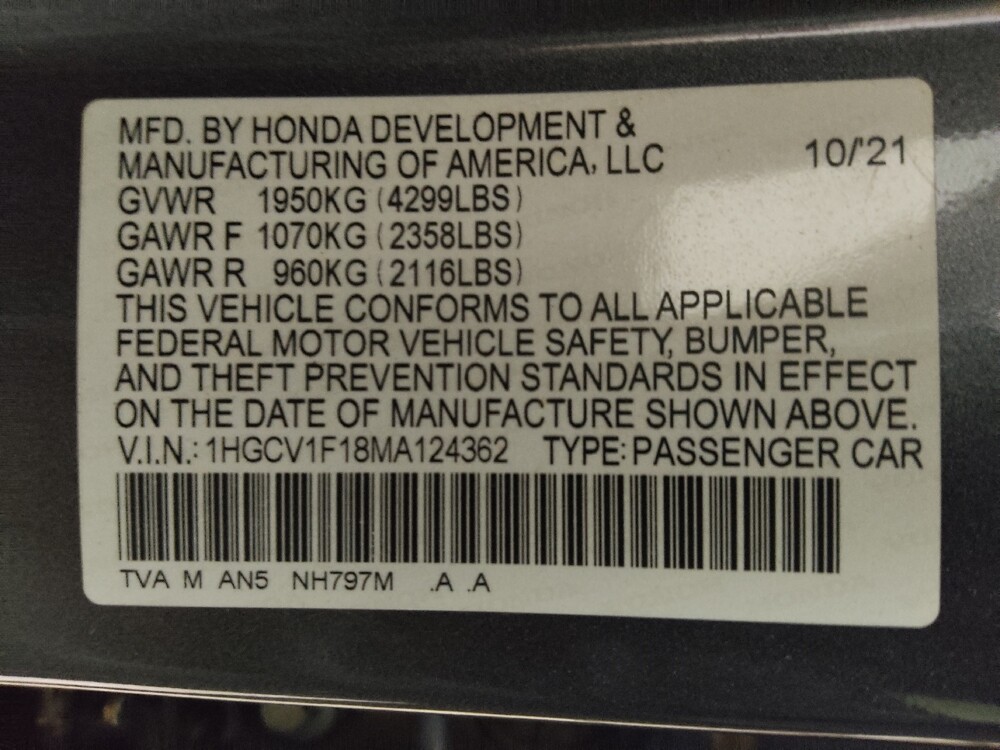 MFD. BY HONDA DEVELOPMENT &
MANUFACTURING OF AMERICA, LLC 10/'21
GVWR 1950KG (4299LBS)
GAWR F 1070KG (2358LBS)
GAWR R 960KG (2116LBS)
THIS VEHICLE CONFORMS TO ALL APPLICABLE
FEDERAL MOTOR VEHICLE SAFETY, BUMPER,
AND THEFT PREVENTION STANDARDS IN EFFECT
ON THE DATE OF MANUFACTURE SHOWN ABOVE.
V.I.N.: 1HGCV1F18MA124362 TYPE: PASSENGER CAR
TVA M AN5 NH797M .A .A